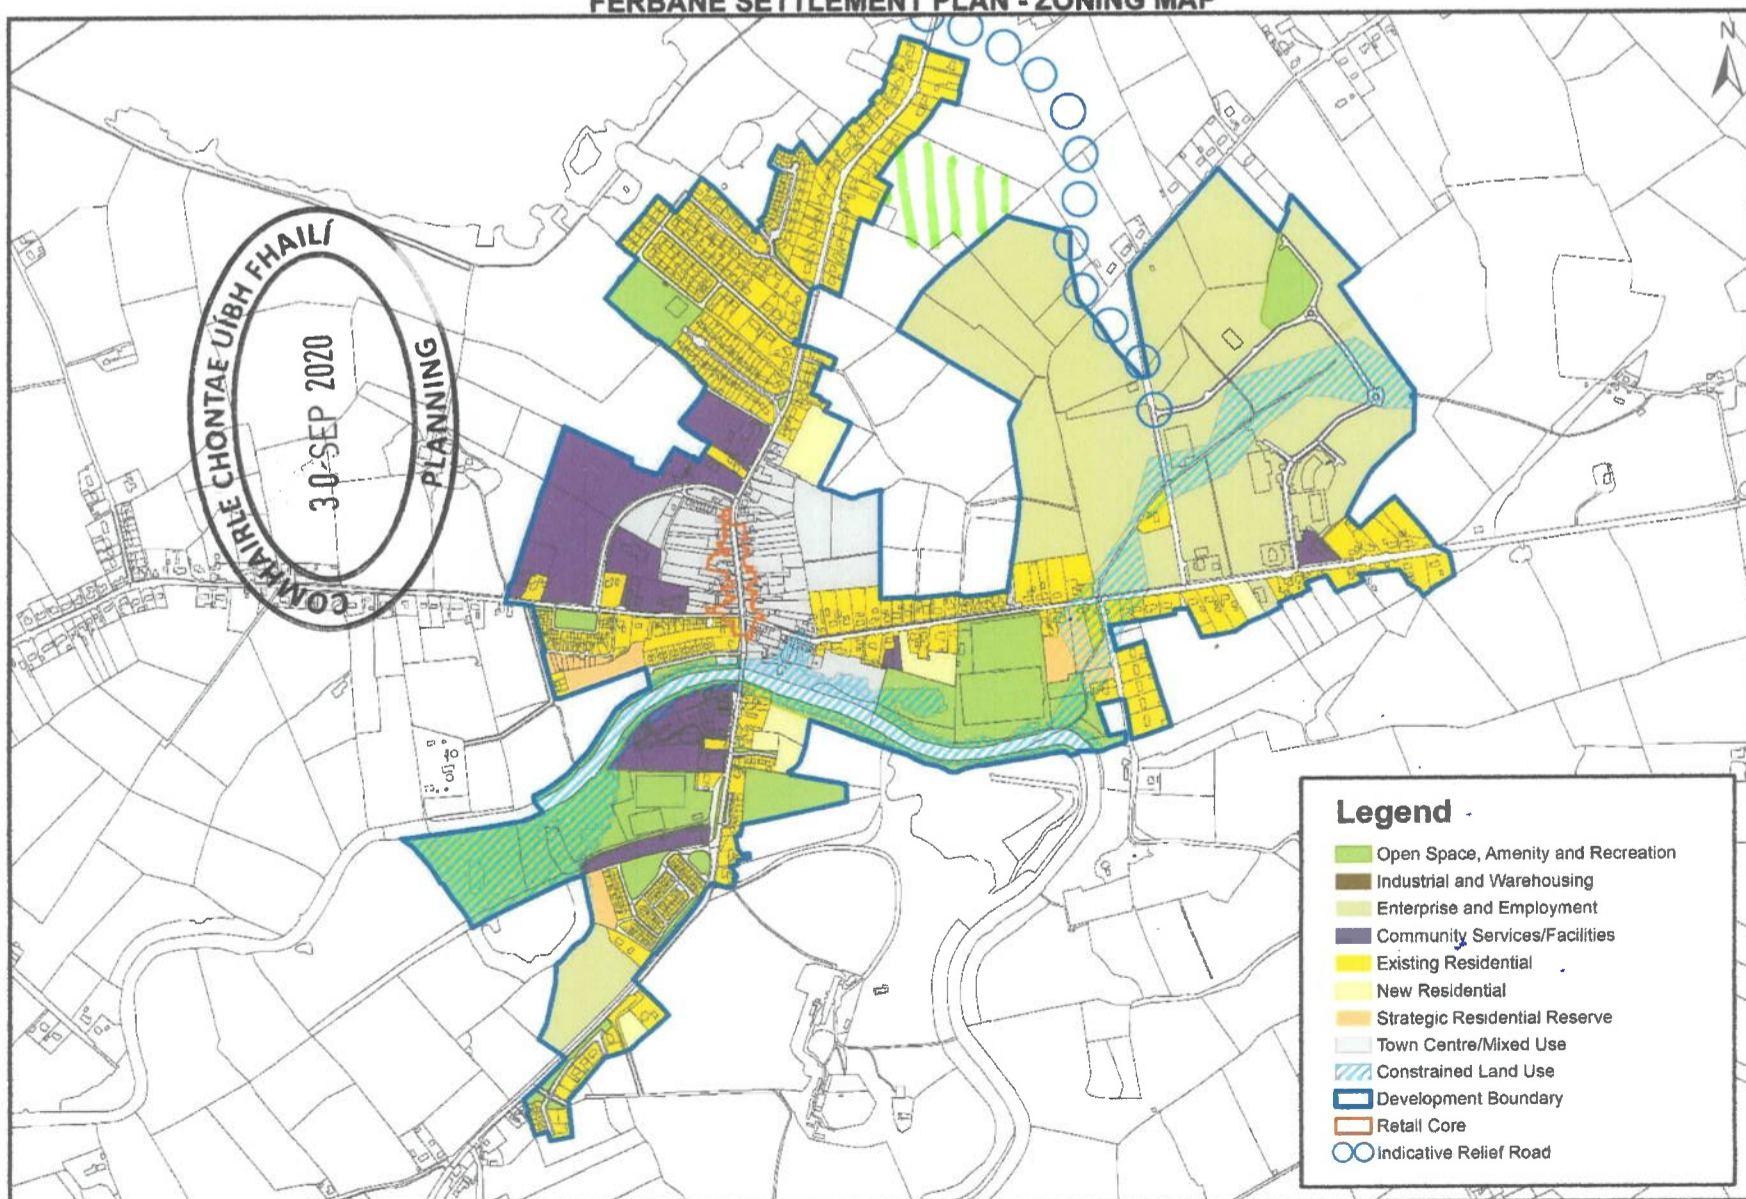 FERBANE SETTLEMENT PLAN - ZONING MAP
N
COMHAIRLE CHONTAE UÍBH FHAILÍ
30 SEP 2020
PLANNING
Legend
Open Space, Amenity and Recreation
Industrial and Warehousing
Enterprise and Employment
Community Services/Facilities
Existing Residential
New Residential
Strategic Residential Reserve
Town Centre/Mixed Use
Constrained Land Use
Development Boundary
Retail Core
Indicative Relief Road